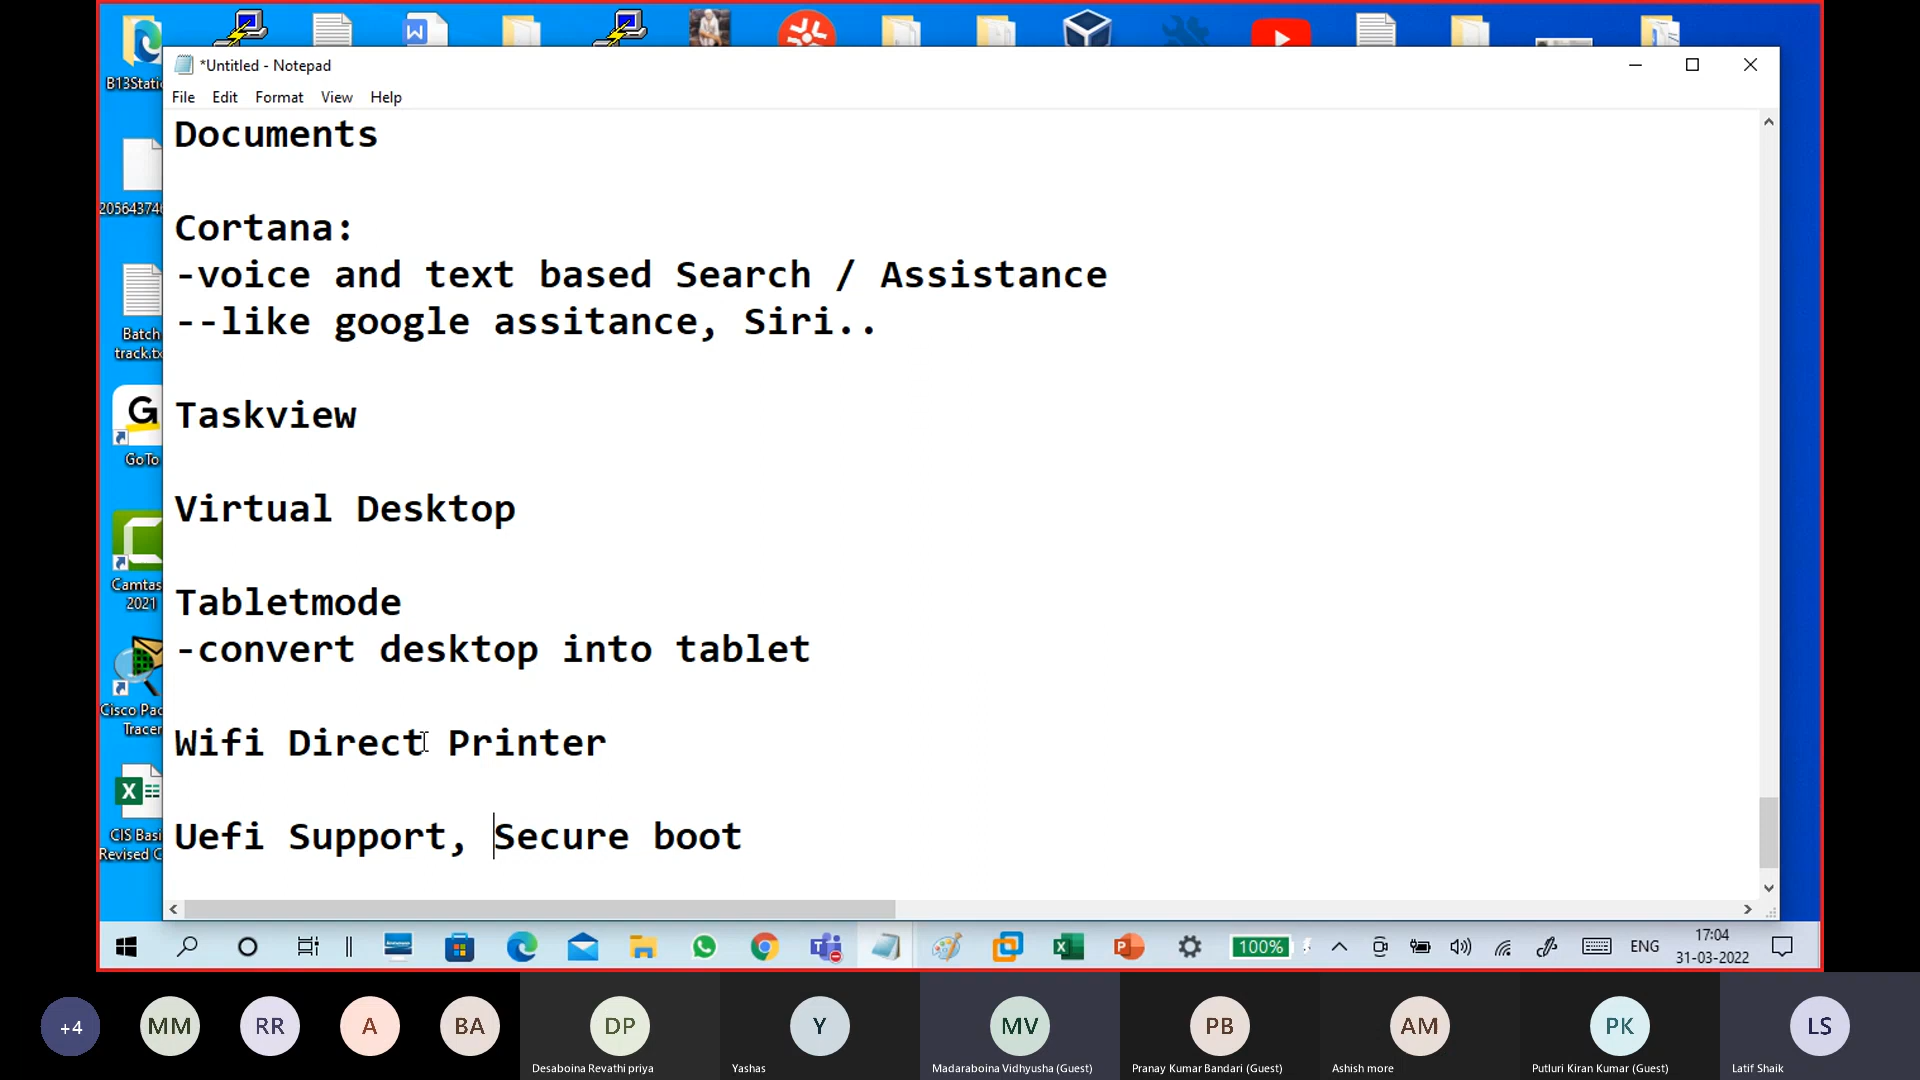 B13Static
*Untitled - Notepad
File Edit Format View Help
Documents
205643746
Cortana:
-voice and text based Search / Assistance
--like google assitance, Siri..
Batch
track.tx
Taskview
G
GoTo
Virtual Desktop
Camtas
2021
Tabletmode
-convert desktop into tablet
Cisco Pac
Tracer
Wifi Direct Printer
CIS Basi
Revised C
Uefi Support, Secure boot
100%
ENG
17:04
31-03-2022
+4
MM
RR
A
BA
DP
Y
MV
PB
AM
PK
LS
Desaboina Revathi priya
Yashas
Madaraboina Vidhyusha (Guest)
Pranay Kumar Bandari (Guest)
Ashish more
Putluri Kiran Kumar (Guest)
Latif Shaik